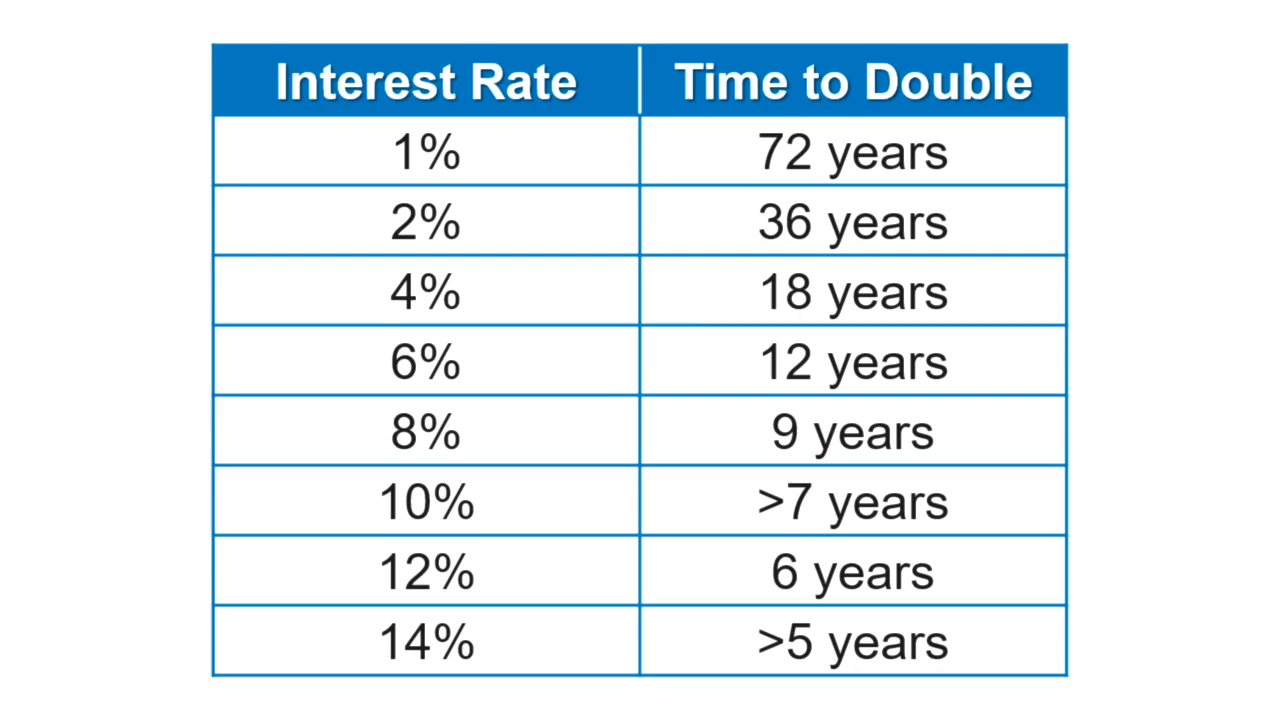 Interest Rate Time to Double
1% 72 years
2% 36 years
4% 18 years
6% 12 years
8% 9 years
10% >7 years
12% 6 years
14% >5 years